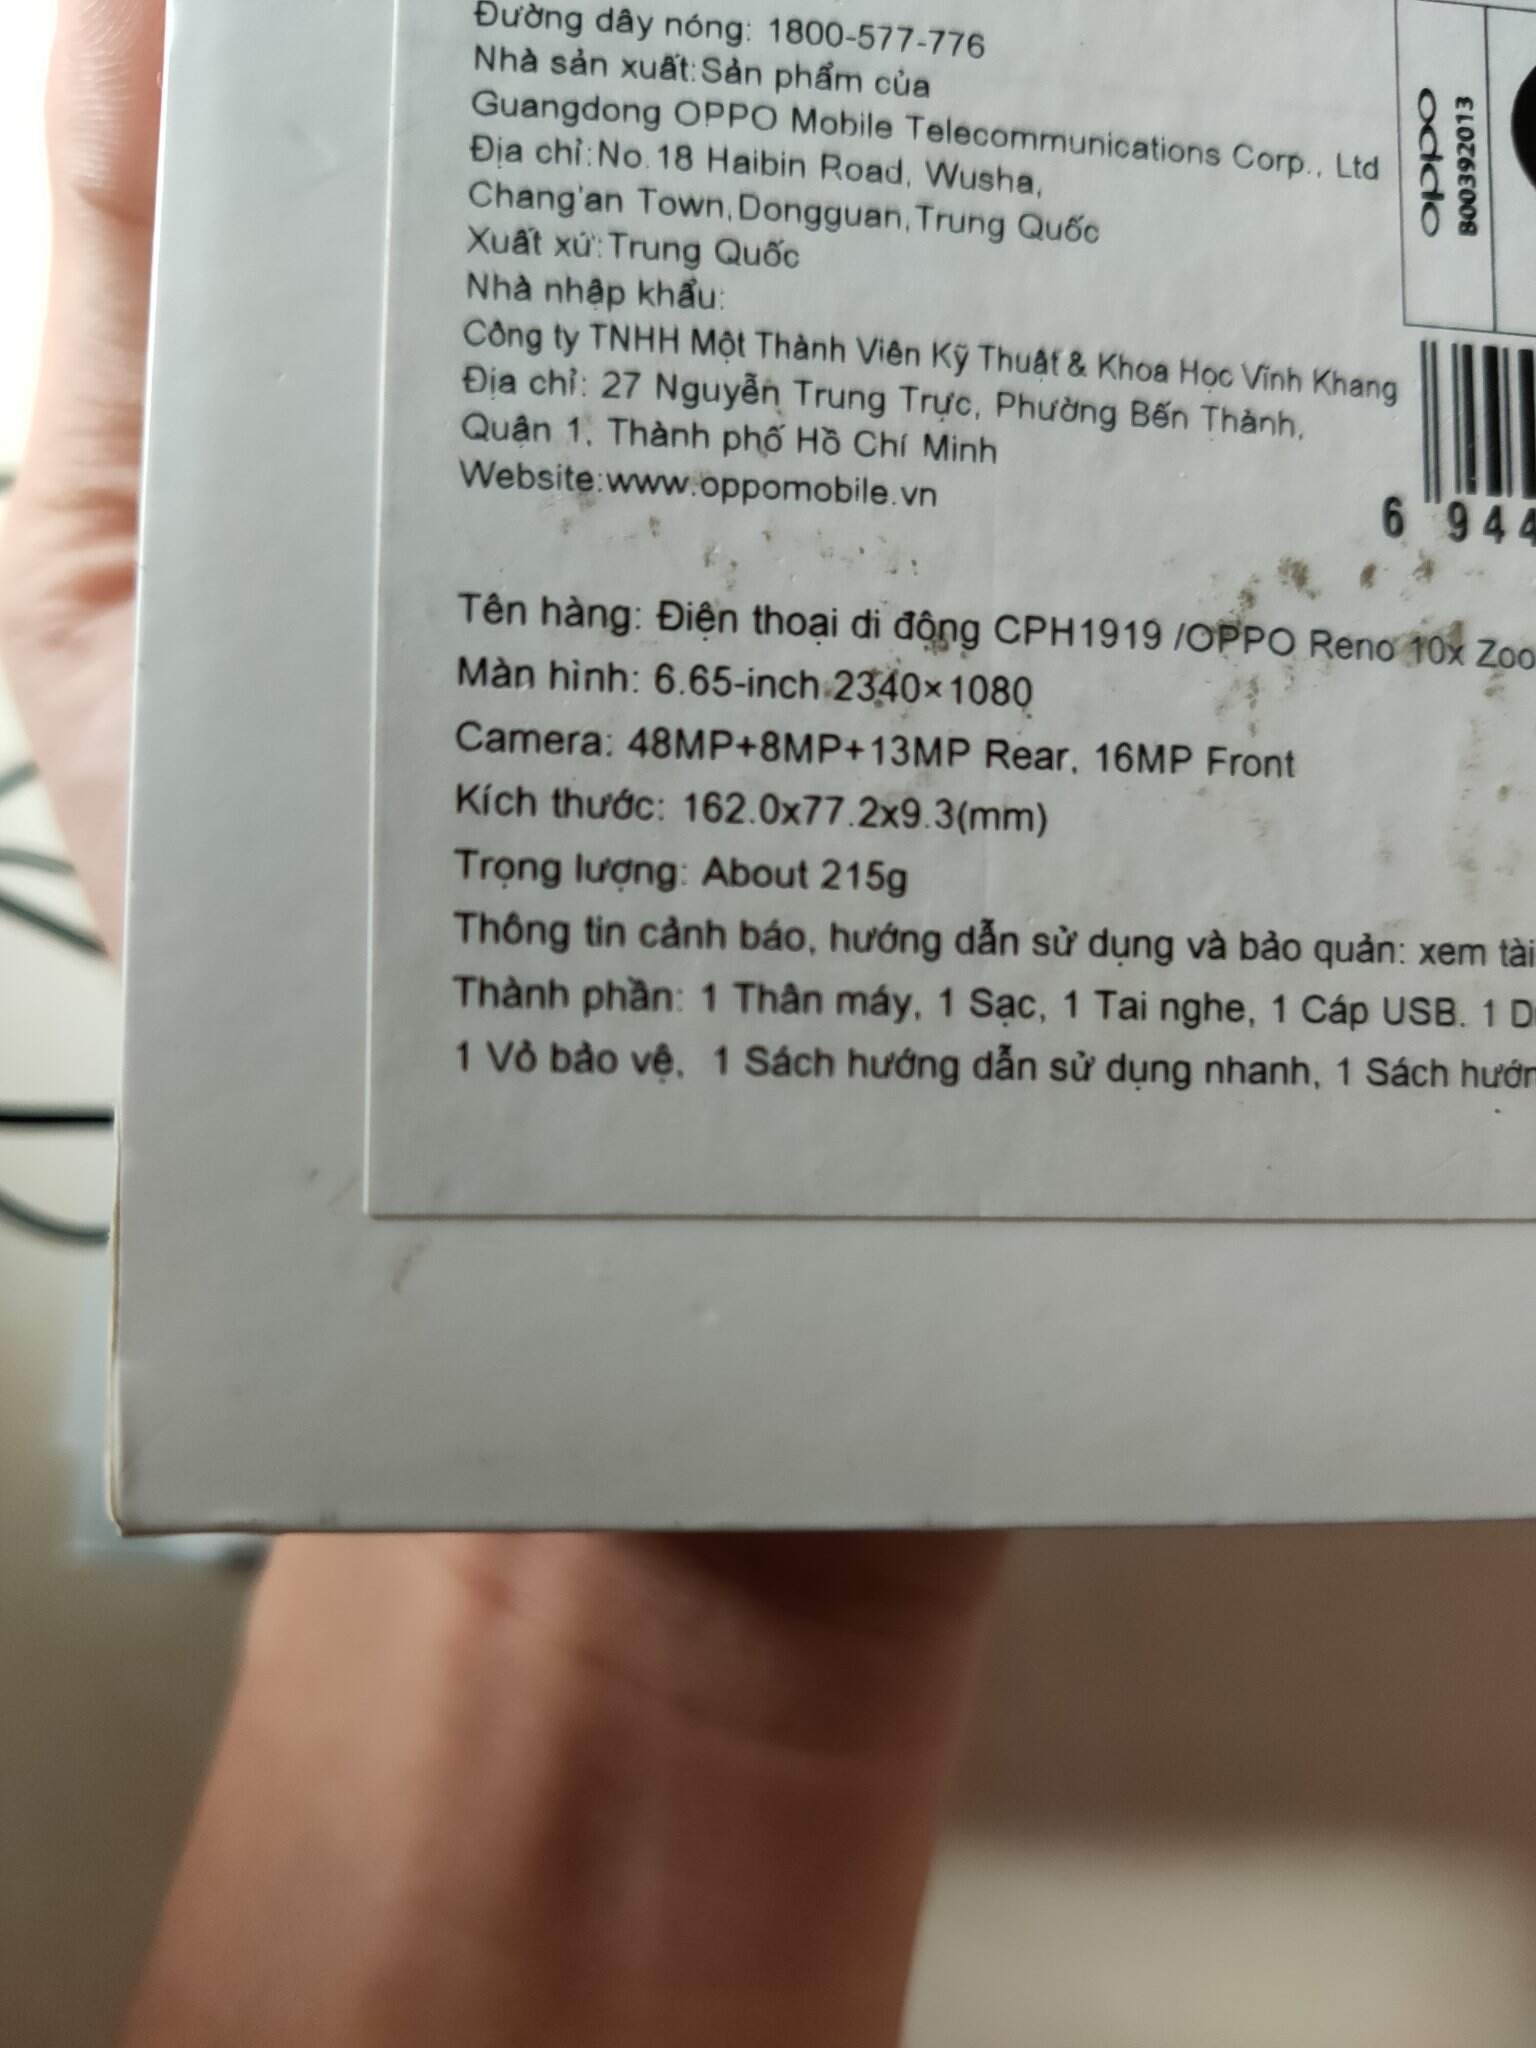 Đường dây nóng: 1800-577-776
Nhà sản xuất:Sản phẩm của
Guangdong OPPO Mobile Telecommunications Corp., Ltd
Địa chỉ:No.18 Haibin Road, Wusha,
Chang'an Town,Dongguan,Trung Quốc
Xuất xứ:Trung Quốc
Nhà nhập khẩu:
Công ty TNHH Một Thành Viên Kỹ Thuật & Khoa Học Vĩnh Khang
Địa chỉ: 27 Nguyễn Trung Trực, Phường Bến Thành,
Quận 1, Thành phố Hồ Chí Minh
Website:www.oppomobile.vn
oppo
B00392013
6 944
Tên hàng: Điện thoại di động CPH1919 /OPPO Reno 10x Zoo
Màn hình: 6.65-inch 2340×1080
Camera: 48MP+8MP+13MP Rear, 16MP Front
Kích thước: 162.0x77.2x9.3(mm)
Trọng lượng: About 215g
Thông tin cảnh báo, hướng dẫn sử dụng và bảo quản: xem tài
Thành phần: 1 Thân máy, 1 Sạc, 1 Tai nghe, 1 Cáp USB. 1
1 Vỏ bảo vệ, 1 Sách hướng dẫn sử dụng nhanh, 1 Sách